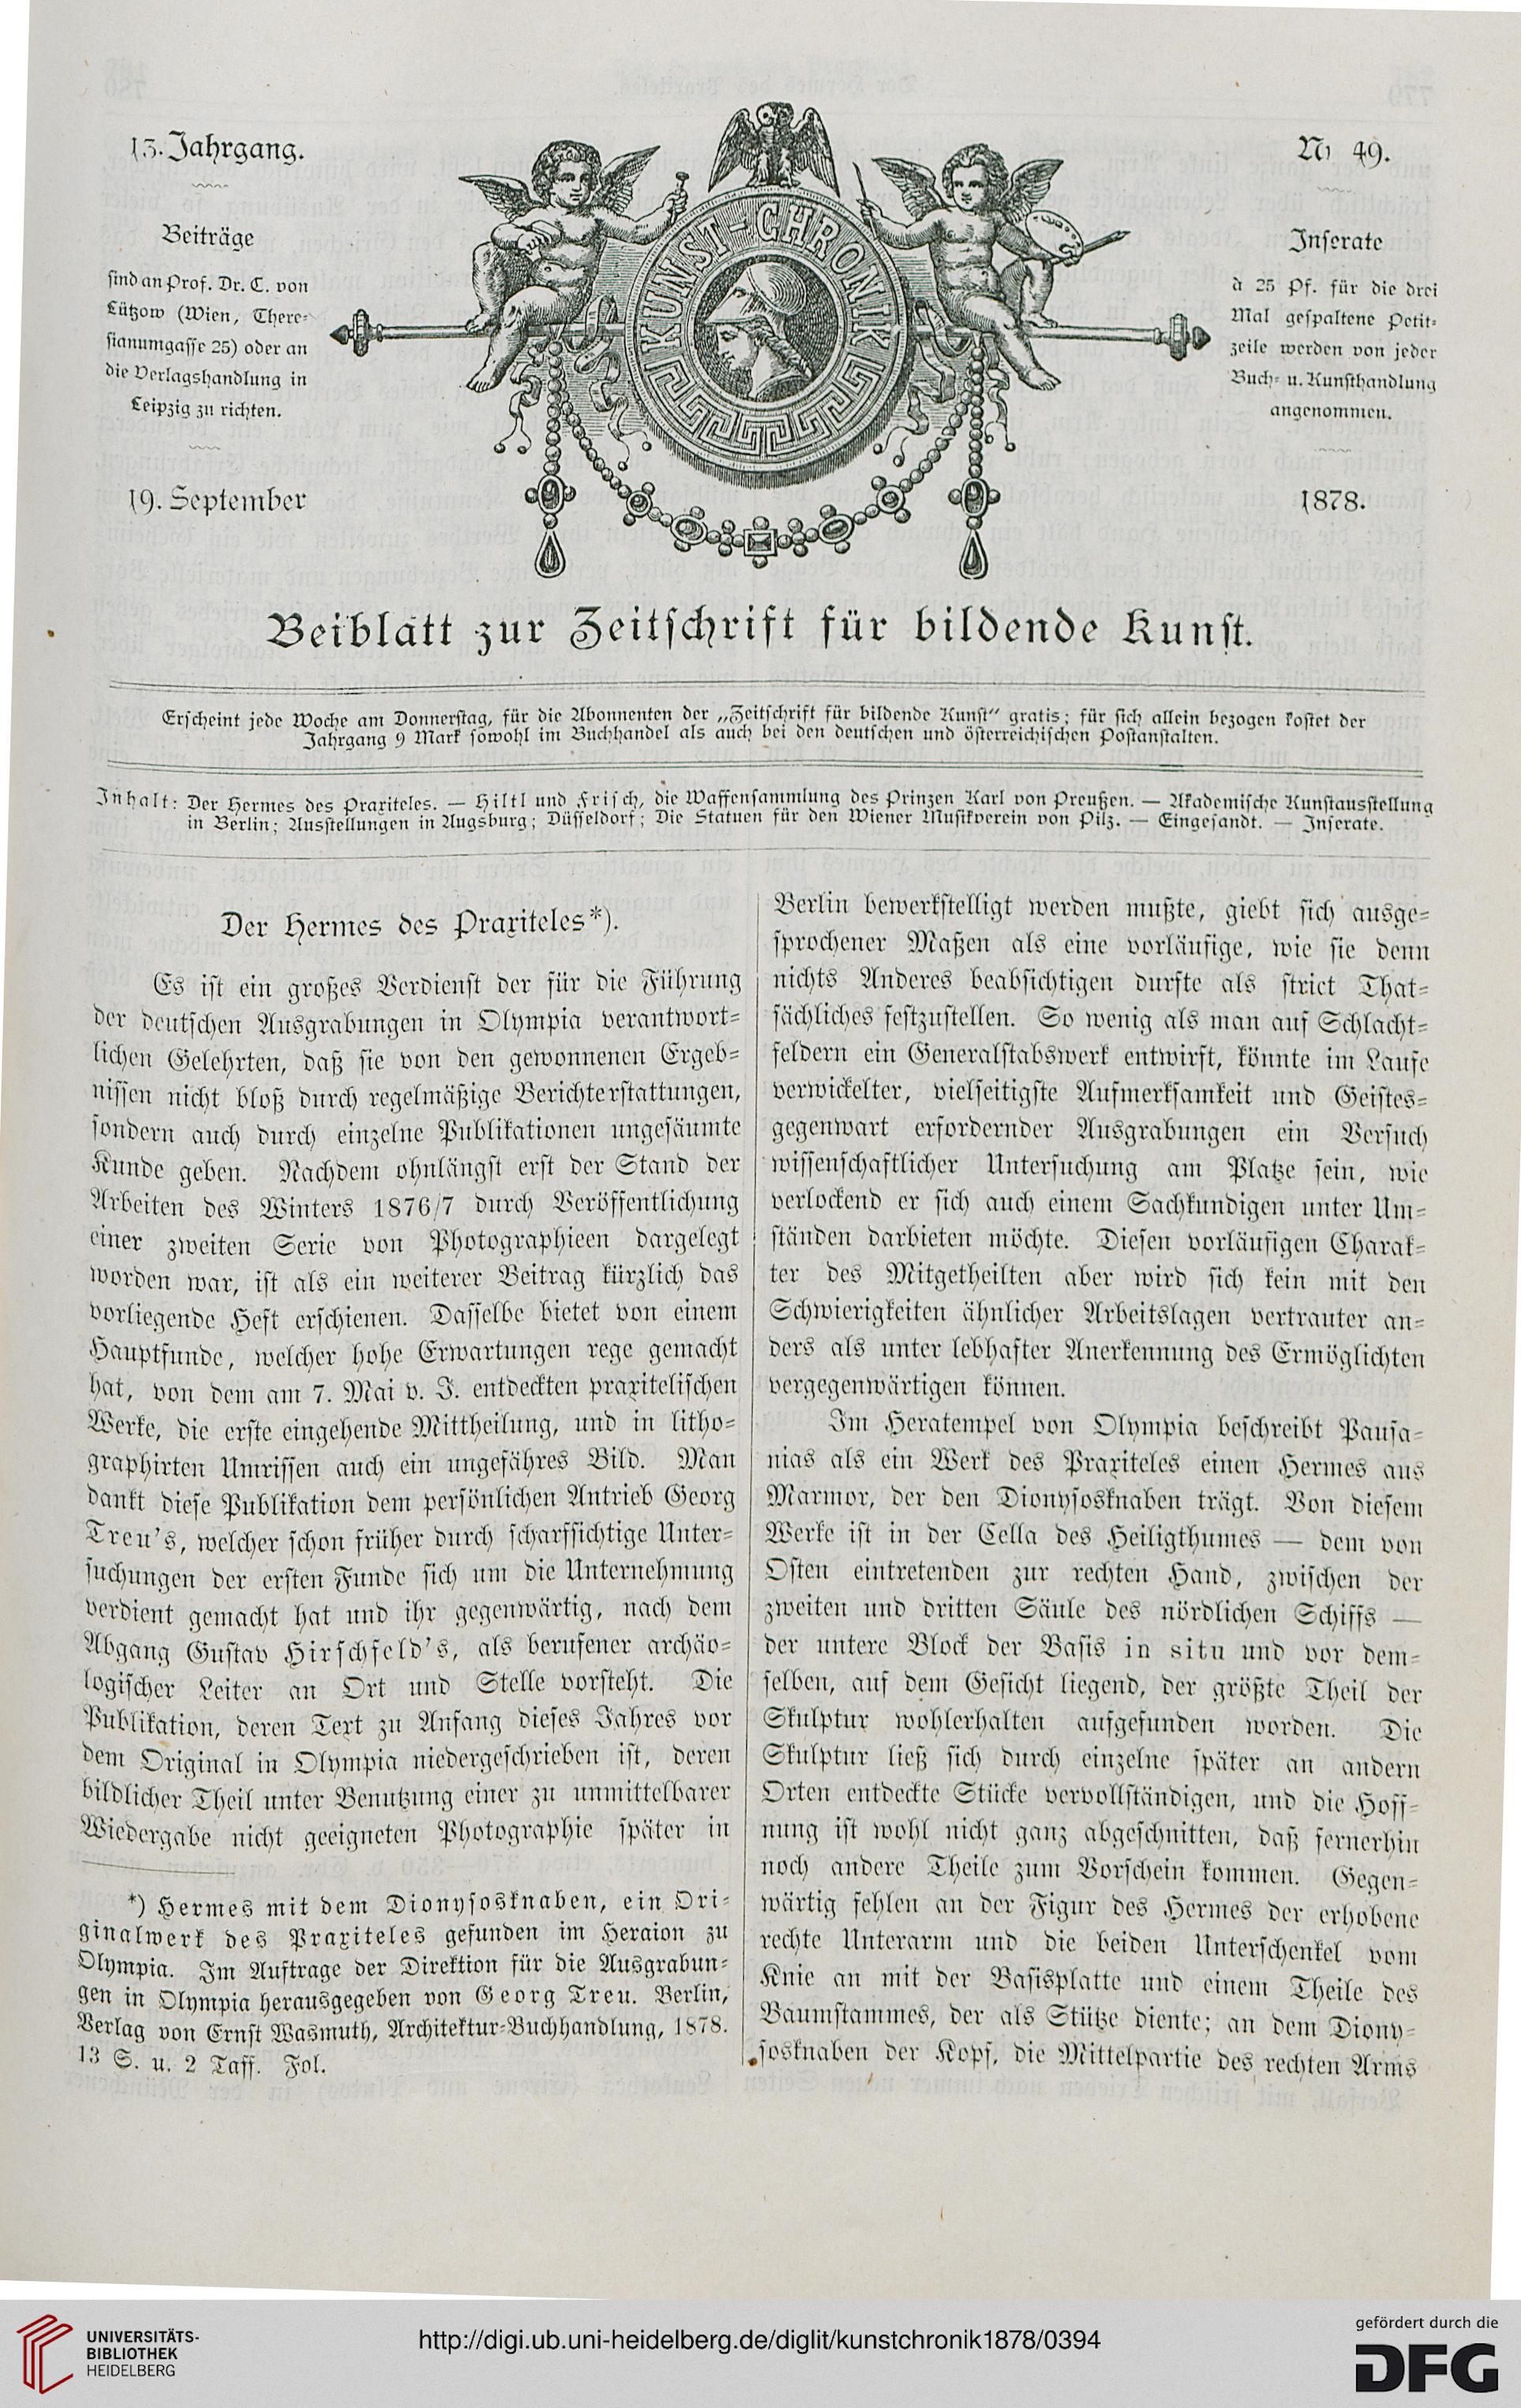 13. Jahrgang.
Beiträge
sind an Prof. Dr. C. von
Lützow (Wien, There-
sianumgasse 25) oder an
die Verlagshandlung in
Leipzig zu richten.
19. September
KUNST-CHRONIK
Nr 49.
Inserate
à 25 Pf. für die drei
Mal gespaltene Petit-
zeile werden von jeder
Buch- u. Kunsthandlung
angenommen.
1878.
Beiblatt zur Zeitschrift für bildende Kunst.
Erscheint jede Woche am Donnerstag, für die Abonnenten der „Zeitschrift für bildende Kunst“ gratis; für sich allein bezogen kostet der
Jahrgang 9 Mark sowohl im Buchhandel als auch bei den deutschen und österreichischen Postanstalten.
Inhalt: Der Hermes des Praxiteles. — Hiltl und Frisch, die Waffensammlung des Prinzen Karl von Preußen. — Akademische Kunstausstellung
in Berlin; Ausstellungen in Augsburg; Düsseldorf; Die Statuen für den Wiener Musikverein von Pilz. — Eingesandt. — Inserate.
Der Hermes des Praxiteles*).
Es ist ein großes Verdienst der für die Führung
der deutschen Ausgrabungen in Olympia verantwort-
lichen Gelehrten, daß sie von den gewonnenen Ergeb-
nissen nicht bloß durch regelmäßige Berichterstattungen,
sondern auch durch einzelne Publikationen ungesäumte
Kunde geben. Nachdem ohnlängst erst der Stand der
Arbeiten des Winters 1876/7 durch Veröffentlichung
einer zweiten Serie von Photographieen dargelegt
worden war, ist als ein weiterer Beitrag kürzlich das
vorliegende Heft erschienen. Dasselbe bietet von einem
Hauptfunde, welcher hohe Erwartungen rege gemacht
hat, von dem am 7. Mai v. J. entdeckten praxitelischen
Werke, die erste eingehende Mittheilung, und in litho-
graphirten Umrissen auch ein ungefähres Bild. Man
dankt diese Publikation dem persönlichen Antrieb Georg
Treu's, welcher schon früher durch scharfsichtige Unter-
suchungen der ersten Funde sich um die Unternehmung
verdient gemacht hat und ihr gegenwärtig, nach dem
Abgang Gustav Hirschfeld's, als berufener archäo-
logischer Leiter an Ort und Stelle vorsteht. Die
Publikation, deren Text zu Anfang dieses Jahres vor
dem Original in Olympia niedergeschrieben ist, deren
bildlicher Theil unter Benutzung einer zu unmittelbarer
Wiedergabe nicht geeigneten Photographie später in
*) Hermes mit dem Dionysosknaben, ein Ori-
ginalwerk des Praxiteles gefunden im Heraion zu
Olympia. Im Auftrage der Direktion für die Ausgrabun-
gen in Olympia herausgegeben von Georg Treu. Berlin,
Verlag von Ernst Wasmuth, Architektur-Buchhandlung, 1878.
13 S. u. 2 Taff. Fol.
Berlin bewerkstelligt werden mußte, giebt sich ausge-
sprochener Maßen als eine vorläufige, wie sie denn
nichts Anderes beabsichtigen durfte als strict That-
sächliches festzustellen. So wenig als man auf Schlacht-
feldern ein Generalstabswerk entwirft, könnte im Laufe
verwickelter, vielseitigste Aufmerksamkeit und Geistes-
gegenwart erfordernder Ausgrabungen ein Versuch
wissenschaftlicher Untersuchung am Platze sein, wie
verlockend er sich auch einem Sachkundigen unter Um-
ständen darbieten möchte. Diesen vorläufigen Charak-
ter des Mitgetheilten aber wird sich kein mit den
Schwierigkeiten ähnlicher Arbeitslagen vertrauter an-
ders als unter lebhafter Anerkennung des Ermöglichten
vergegenwärtigen können.
Im Heratempel von Olympia beschreibt Pausa-
nias als ein Werk des Praxiteles einen Hermes aus
Marmor, der den Dionysosknaben trägt. Von diesem
Werke ist in der Cella des Heiligthumes — dem von
Osten eintretenden zur rechten Hand, zwischen der
zweiten und dritten Säule des nördlichen Schiffs —
der untere Block der Basis in situ und vor dem-
selben, auf dem Gesicht liegend, der größte Theil der
Skulptur wohlerhalten aufgefunden worden. Die
Skulptur ließ sich durch einzelne später an andern
Orten entdeckte Stücke vervollständigen, und die Hoff-
nung ist wohl nicht ganz abgeschnitten, daß fernerhin
noch andere Theile zum Vorschein kommen. Gegen-
wärtig fehlen an der Figur des Hermes der erhobene
rechte Unterarm und die beiden Unterschenkel vom
Knie an mit der Basisplatte und einem Theile des
Baumstammes, der als Stütze diente; an dem Diony-
sosknaben der Kopf, die Mittelpartie des rechten Arms
UNIVERSITÄTS-
BIBLIOTHEK
HEIDELBERG
http://digi.ub.uni-heidelberg.de/diglit/kunstchronik1878/0394
gefördert durch die
DFG